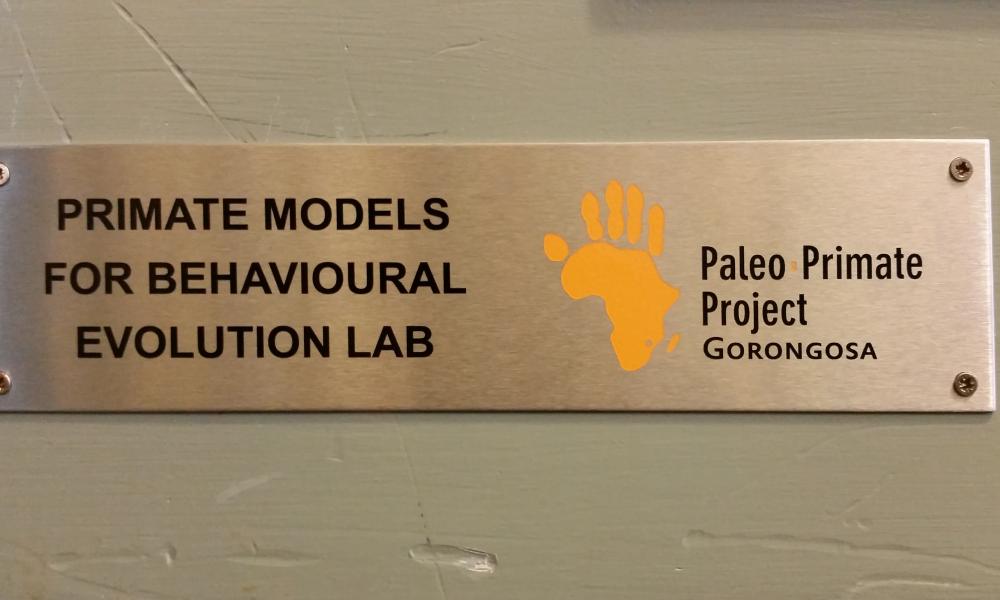 PRIMATE MODELS
FOR BEHAVIOURAL
EVOLUTION LAB
Paleo·Primate
Project
GORONGOSA